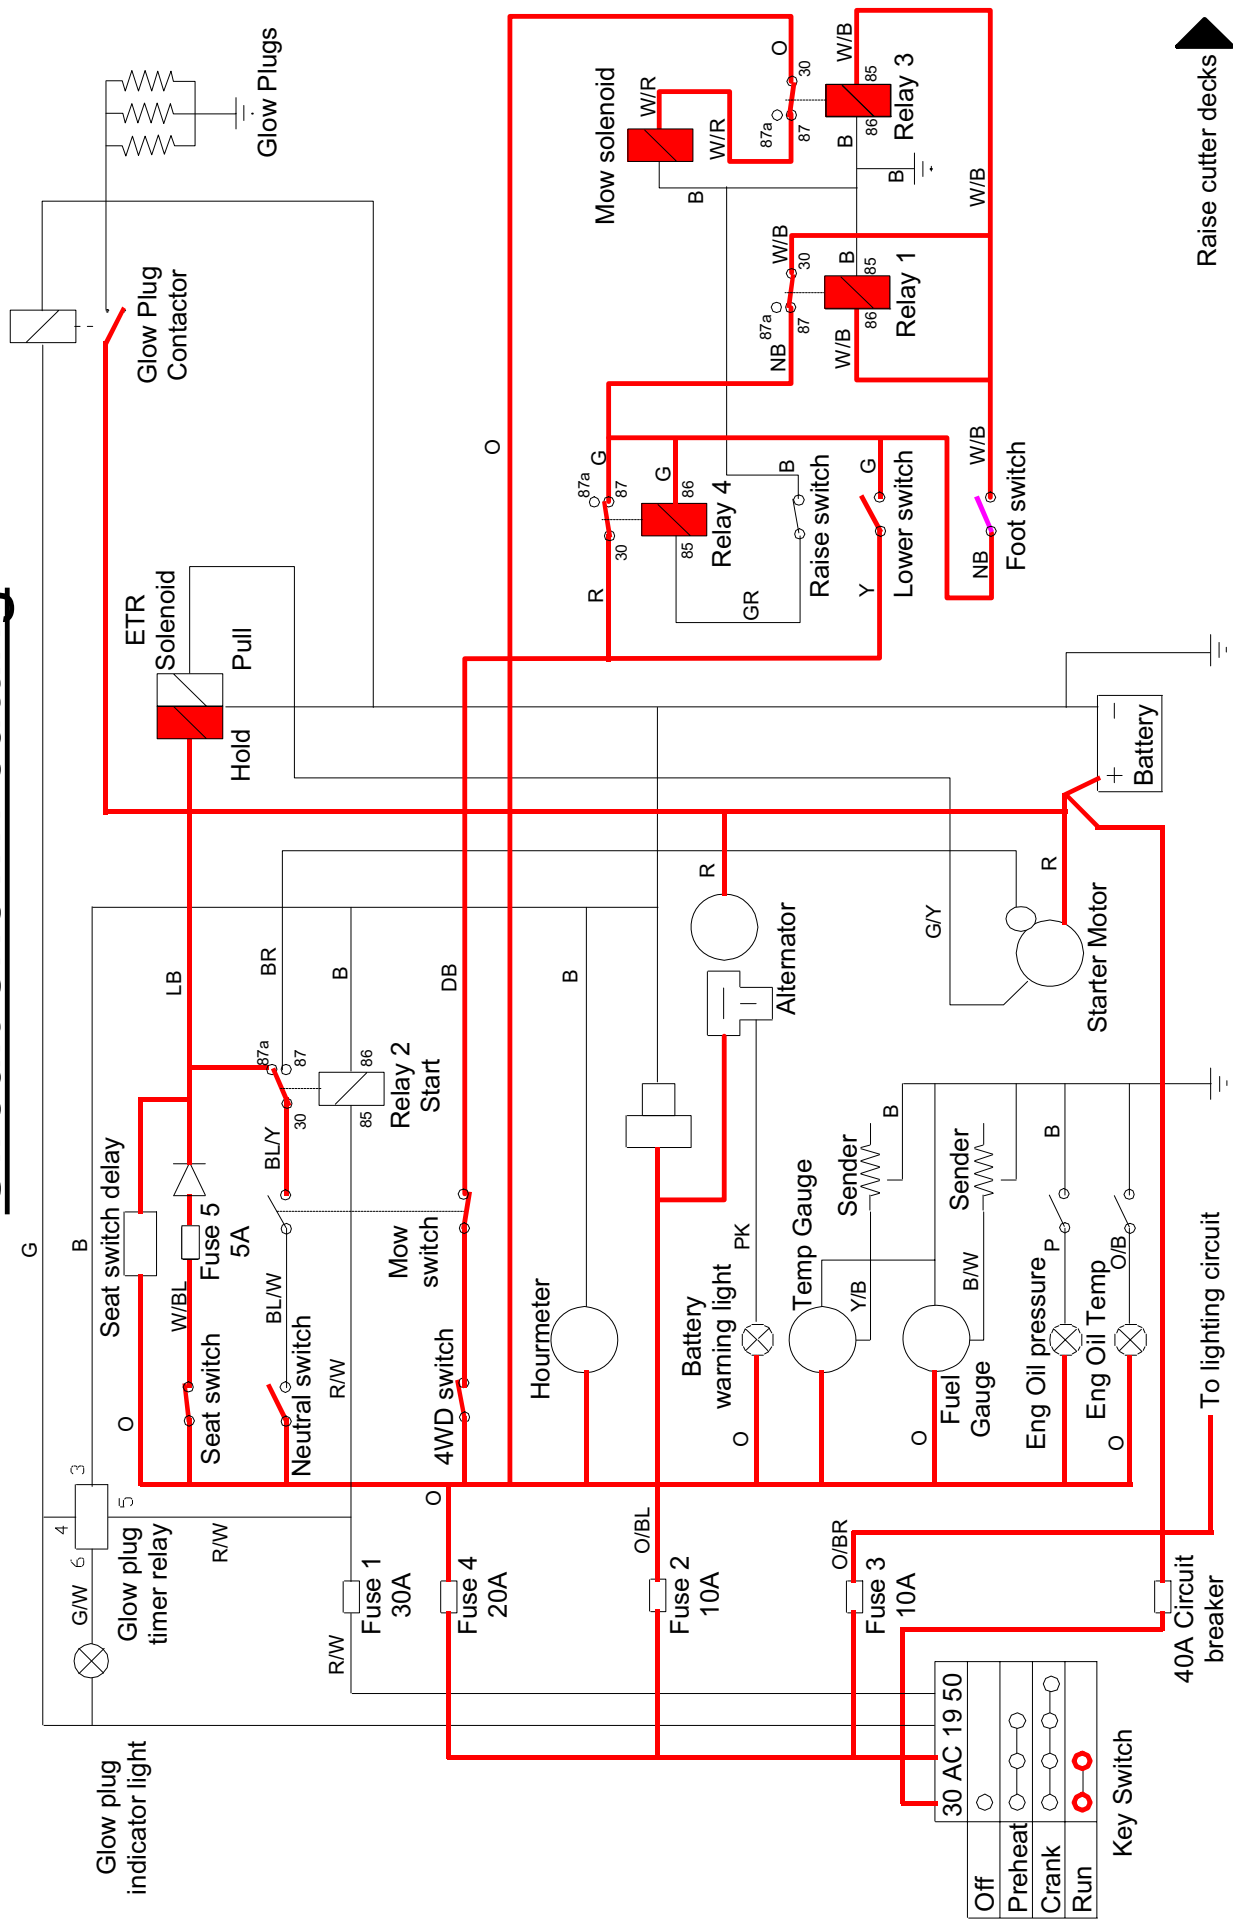 Glow plug
indicator light
G/W
6
4
3
5
Glow plug
timer relay
R/W
G
B
Seat switch delay
O
W/BL
Fuse 5
5A
Seat switch
BL/W
Neutral switch
R/W
BL/Y
30
87a
87
85
86
Relay 2
Start
LB
BR
B
ETR
Solenoid
Hold
Pull
Glow Plug
Contactor
Glow Plugs
R/W
Fuse 1
30A
Fuse 4
20A
O
4WD switch
Mow
switch
DB
O
Hourmeter
B
O/BL
Fuse 2
10A
Battery
warning light
O
PK
Alternator
R
Temp Gauge
Y/B
Sender
B
Fuel
Gauge
O
B/W
Sender
Eng Oil pressure
P
B
Eng Oil Temp
O
O/B
O/BR
Fuse 3
10A
To lighting circuit
40A Circuit
breaker
30 AC 19 50
Off
Preheat
Crank
Run
Key Switch
G/Y
R
Starter Motor
+
−
Battery
R
30
87a
87
G
85
86
G
Relay 4
GR
B
Raise switch
Y
G
Lower switch
NB
W/B
Foot switch
NB
87a
87
30
W/B
W/B
86
85
B
Relay 1
Mow solenoid
W/R
W/R
B
87a
87
30
O
B
86
85
W/B
Relay 3
B
W/B
Raise cutter decks